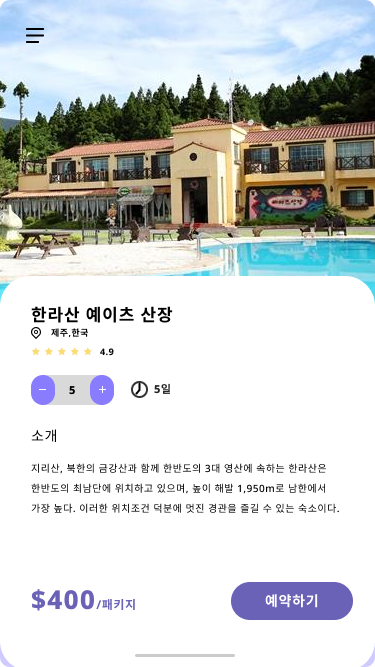 한라산 예이츠 산장
제주,한국
4.9
− 5 +
5일
소개
지리산, 북한의 금강산과 함께 한반도의 3대 영산에 속하는 한라산은
한반도의 최남단에 위치하고 있으며, 높이 해발 1,950m로 남한에서
가장 높다. 이러한 위치조건 덕분에 멋진 경관을 즐길 수 있는 숙소이다.
$400/패키지
예약하기